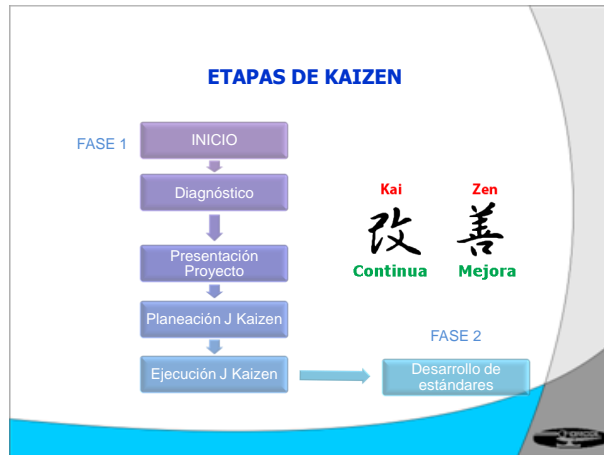 ETAPAS DE KAIZEN
FASE 1
INICIO
Diagnóstico
Presentación
Proyecto
Planeación J Kaizen
Ejecución J Kaizen
Kai Zen
改 善
Continua Mejora
FASE 2
Desarrollo de
estándares